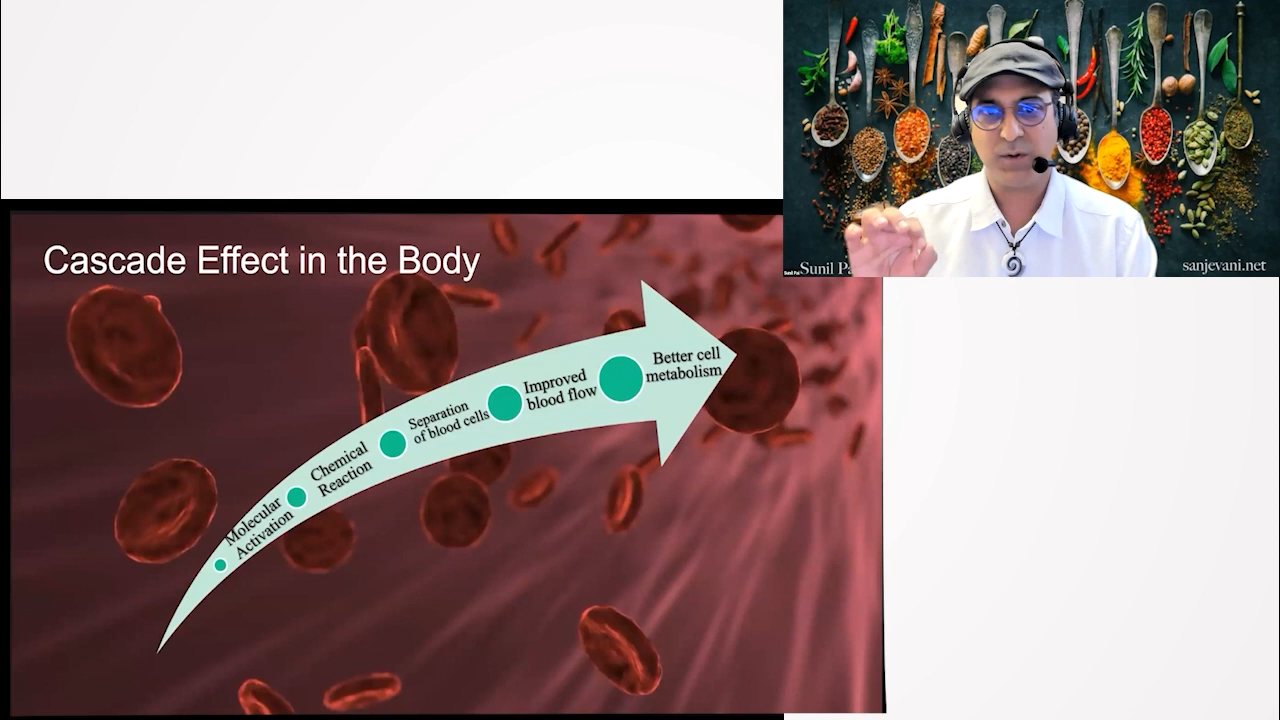 Cascade Effect in the Body
Molecular
Activation
Chemical
Reaction
Separation
of blood cells
Improved
blood flow
Better cell
metabolism
Sunil
sanjevani.net